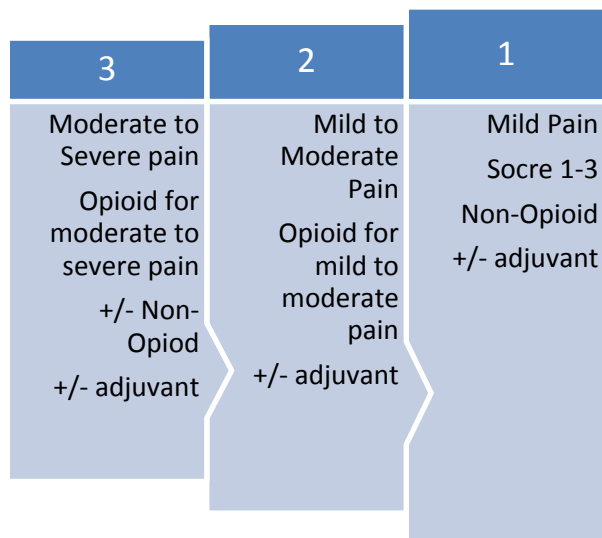 3
Moderate to
Severe pain
Opioid for
moderate to
severe pain
+/- Non-
Opiod
+/- adjuvant
2
Mild to
Moderate
Pain
Opioid for
mild to
moderate
pain
+/- adjuvant
1
Mild Pain
Socre 1-3
Non-Opioid
+/- adjuvant